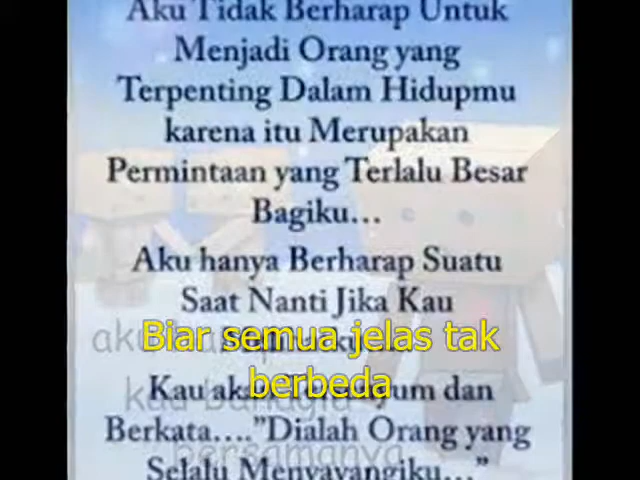 Aku Tidak Berharap Untuk
Menjadi Orang yang
Terpenting Dalam Hidupmu
karena itu Merupakan
Permintaan yang Terlalu Besar
Bagiku...
Aku hanya Berharap Suatu
Saat Nanti Jika Kau
Biar semua jelas tak
berbeda
Kau akan dan
Berkata...."Dialah Orang yang
bersamanya
Selalu Menyayangiku..."